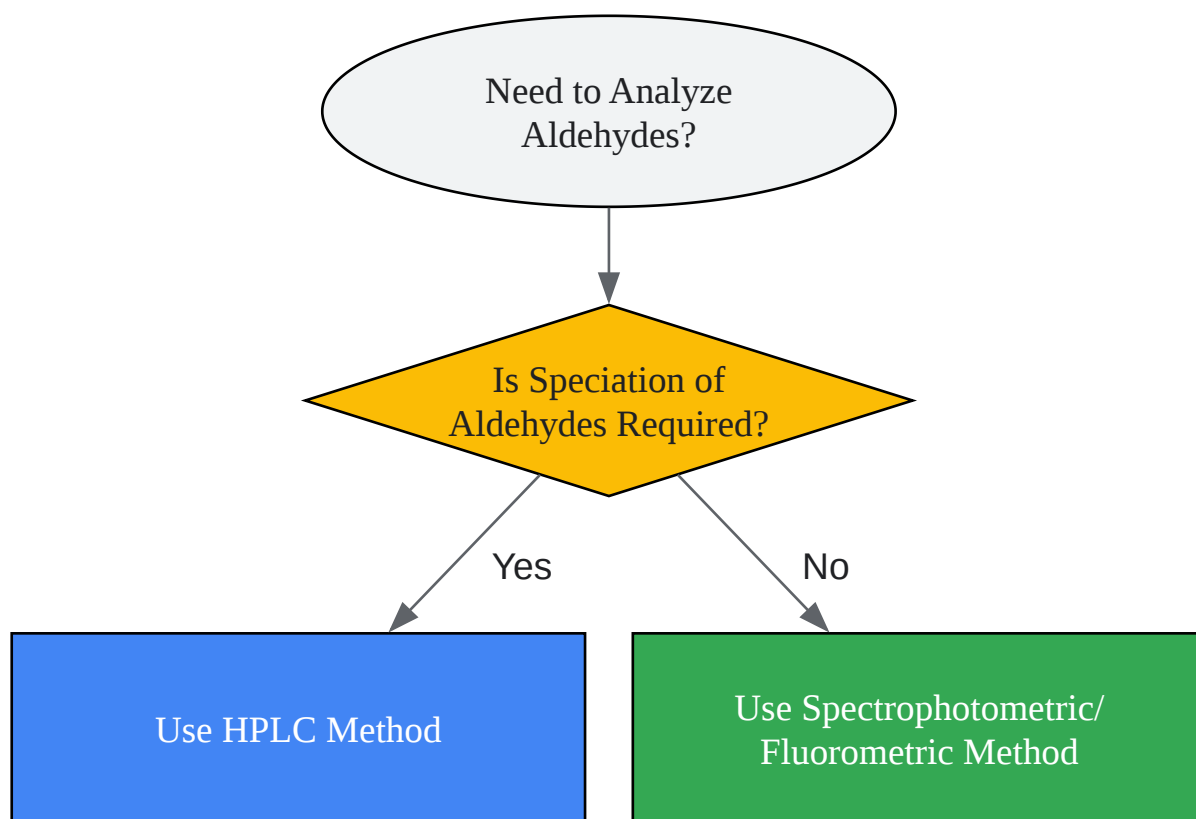 Need to Analyze
Aldehydes?
Is Speciation of
Aldehydes Required?
Yes
No
Use HPLC Method
Use Spectrophotometric/
Fluorometric Method